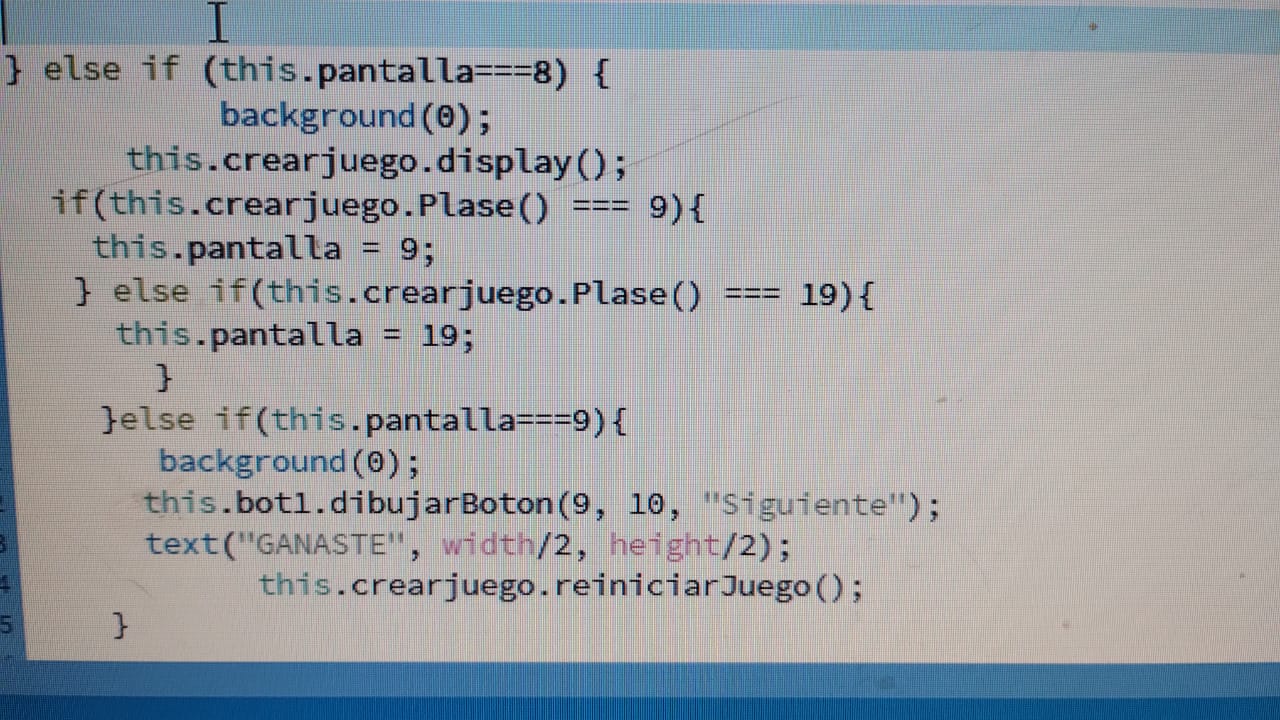 } else if (this.pantalla===8) {
background(0);
this.crearjuego.display();
if(this.crearjuego.Plase() === 9){
this.pantalla = 9;
} else if(this.crearjuego.Plase() === 19){
this.pantalla = 19;
}
}else if(this.pantalla===9){
background(0);
this.bot1.dibujarBoton(9, 10, "Siguiente");
text("GANASTE", width/2, height/2);
this.crearjuego.reiniciarJuego();
}